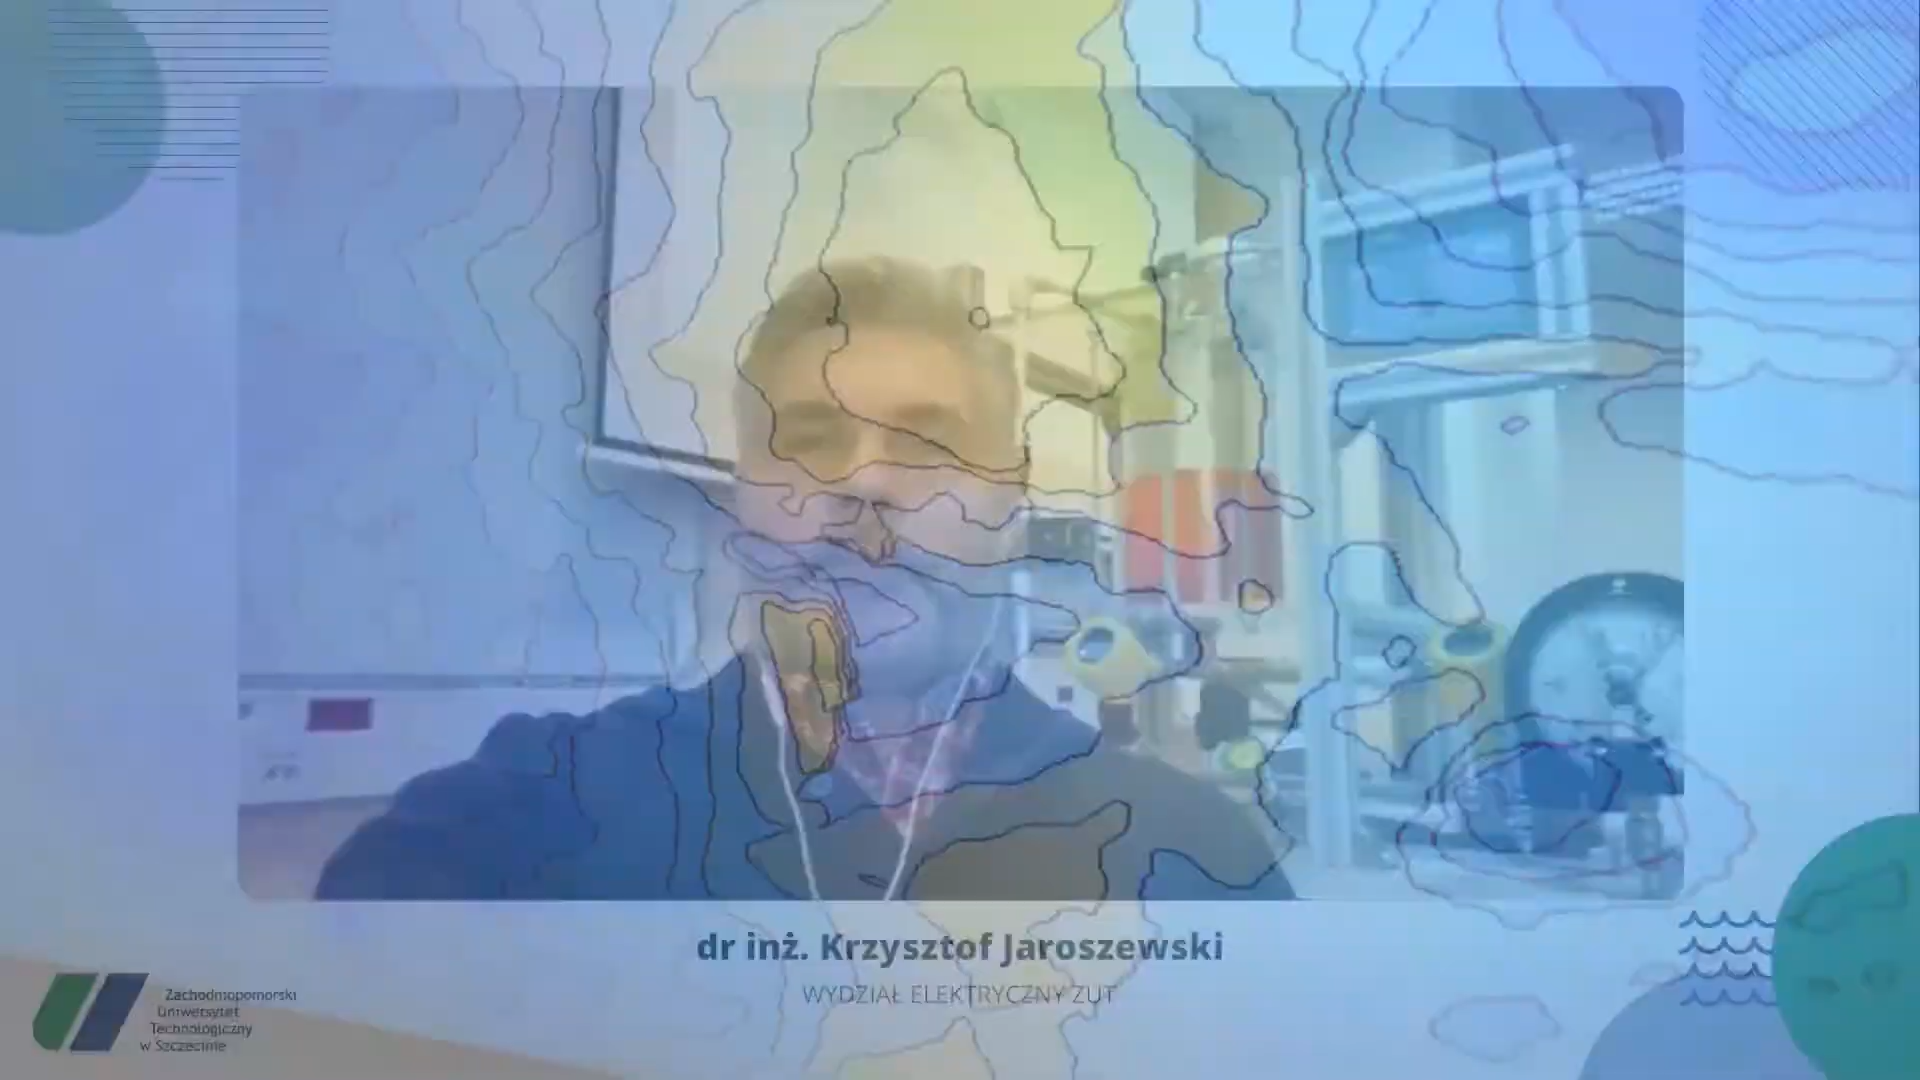 dr inż. Krzysztof Jaroszewski
WYDZIAŁ ELEKTRYCZNY ZUT
Zachodniopomorski
Uniwersytet
Technologiczny
w Szczecinie